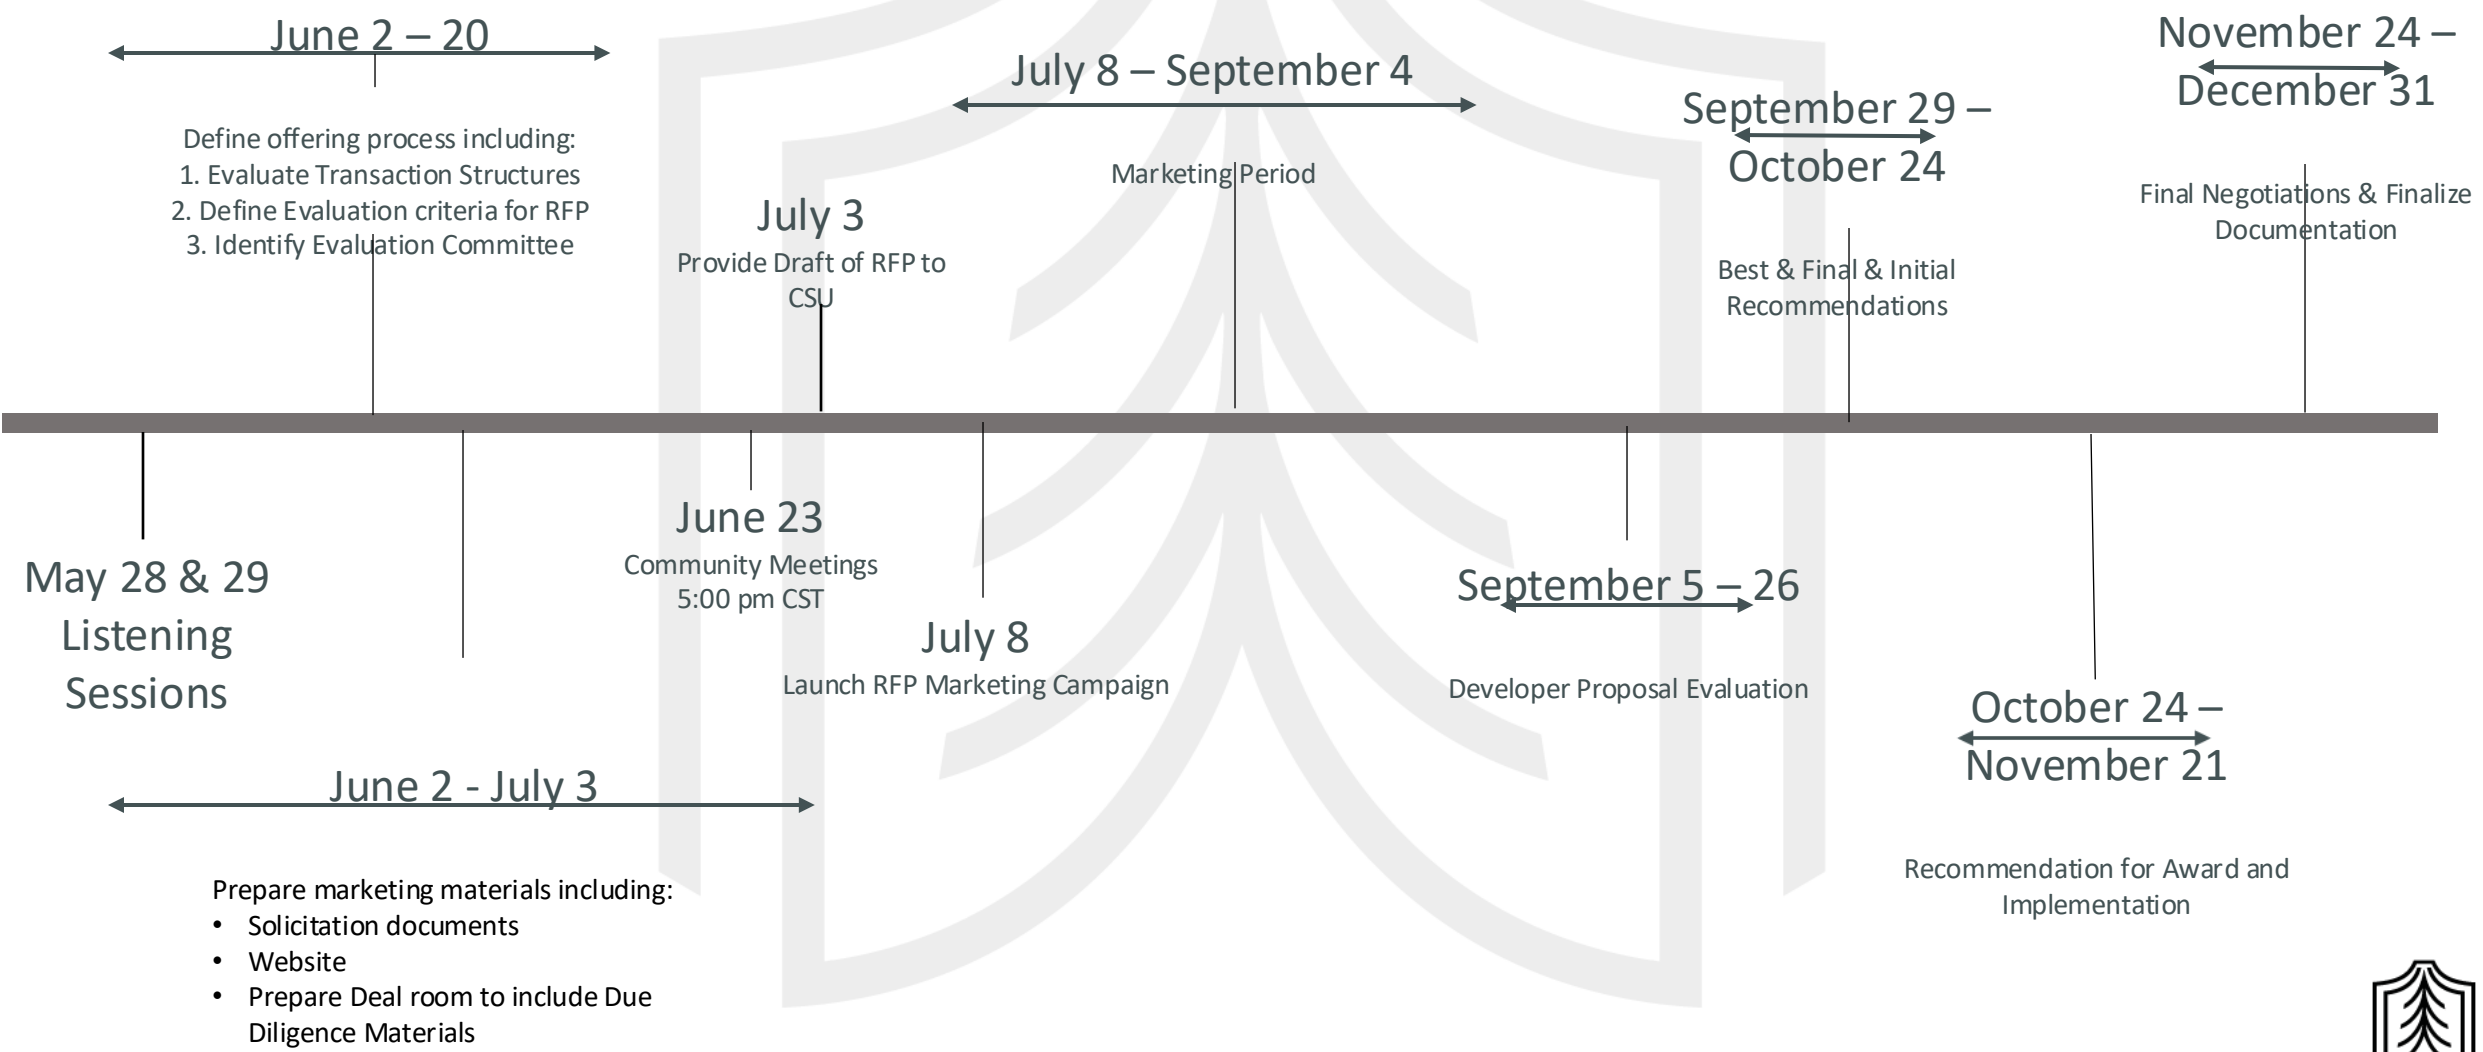 June 2 – 20
Define offering process including:
1. Evaluate Transaction Structures
2. Define Evaluation criteria for RFP
3. Identify Evaluation Committee
July 3
Provide Draft of RFP to
CSU
July 8 – September 4
Marketing Period
September 29 –
October 24
Best & Final & Initial
Recommendations
November 24 –
December 31
Final Negotiations & Finalize
Documentation
May 28 & 29
Listening
Sessions
June 2 - July 3
Prepare marketing materials including:
• Solicitation documents
• Website
• Prepare Deal room to include Due
Diligence Materials
June 23
Community Meetings
5:00 pm CST
July 8
Launch RFP Marketing Campaign
September 5 – 26
Developer Proposal Evaluation
October 24 –
November 21
Recommendation for Award and
Implementation